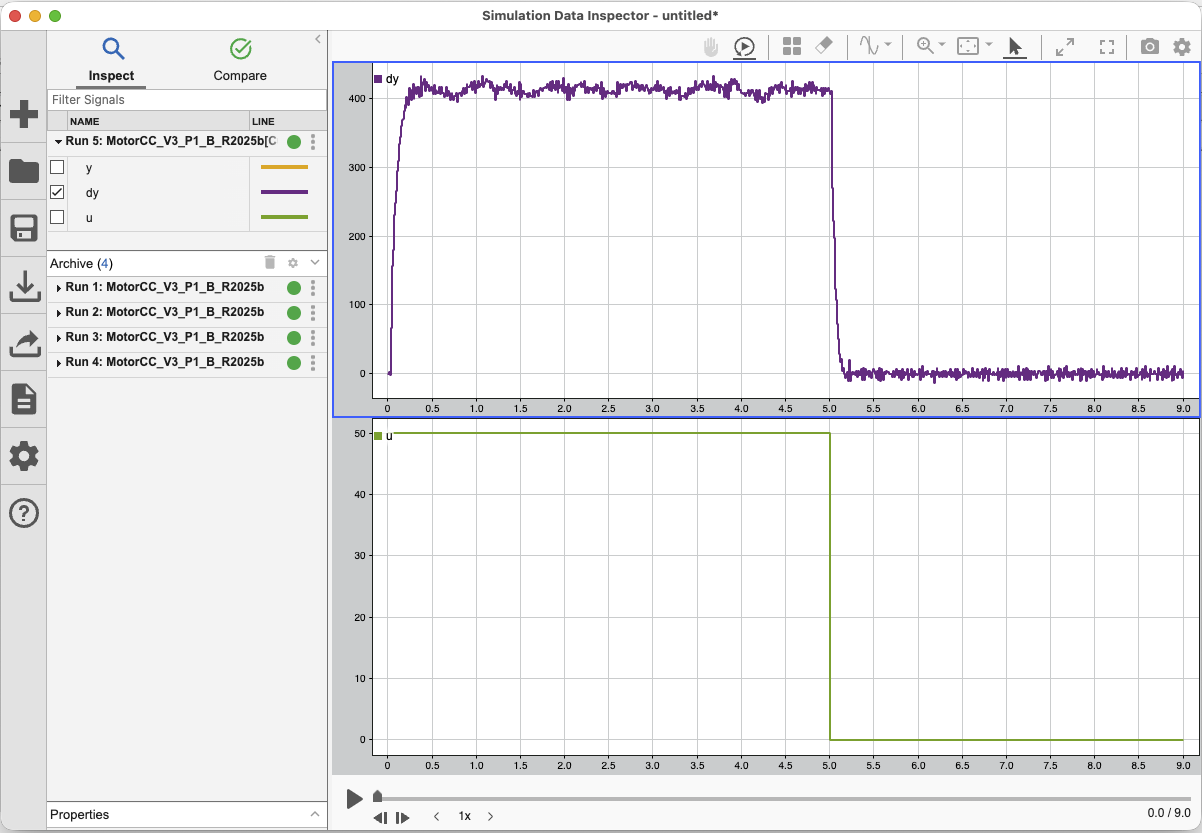 Simulation Data Inspector - untitled*
Inspect
Compare
Filter Signals
NAME LINE
Run 5: MotorCC_V3_P1_B_R2025b[C
y
dy
u
Archive (4)
Run 1: MotorCC_V3_P1_B_R2025b
Run 2: MotorCC_V3_P1_B_R2025b
Run 3: MotorCC_V3_P1_B_R2025b
Run 4: MotorCC_V3_P1_B_R2025b
Properties
dy
400
300
200
100
0
0 0.5 1.0 1.5 2.0 2.5 3.0 3.5 4.0 4.5 5.0 5.5 6.0 6.5 7.0 7.5 8.0 8.5 9.0
u
50
40
30
20
10
0
0 0.5 1.0 1.5 2.0 2.5 3.0 3.5 4.0 4.5 5.0 5.5 6.0 6.5 7.0 7.5 8.0 8.5 9.0
1x
0.0 / 9.0